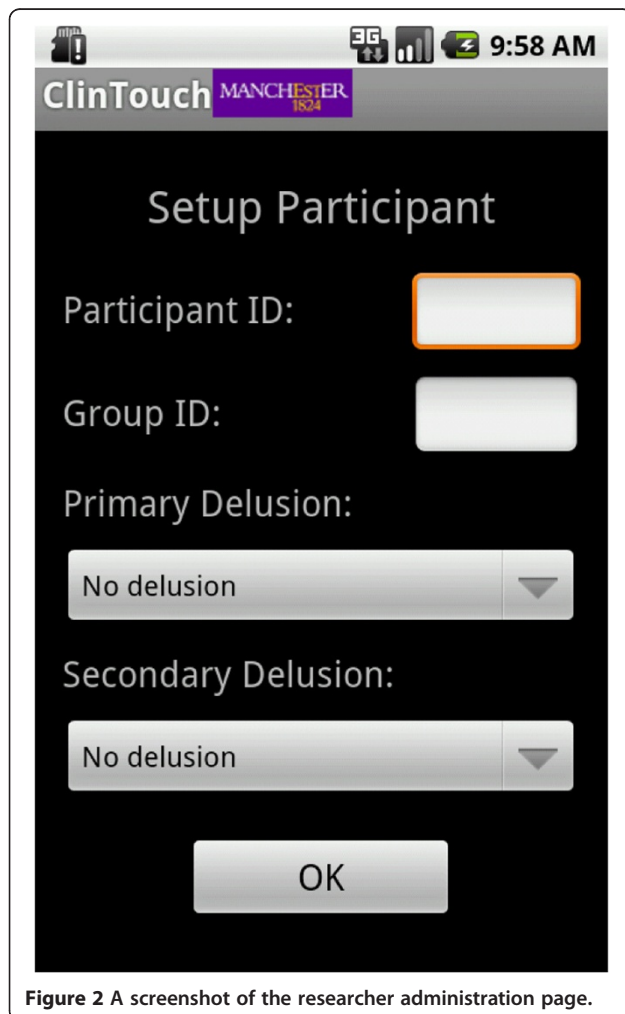 3G 9:58 AM
ClinTouch MANCHESTER
1824
Setup Participant
Participant ID:
Group ID:
Primary Delusion:
No delusion
Secondary Delusion:
No delusion
OK
Figure 2 A screenshot of the researcher administration page.